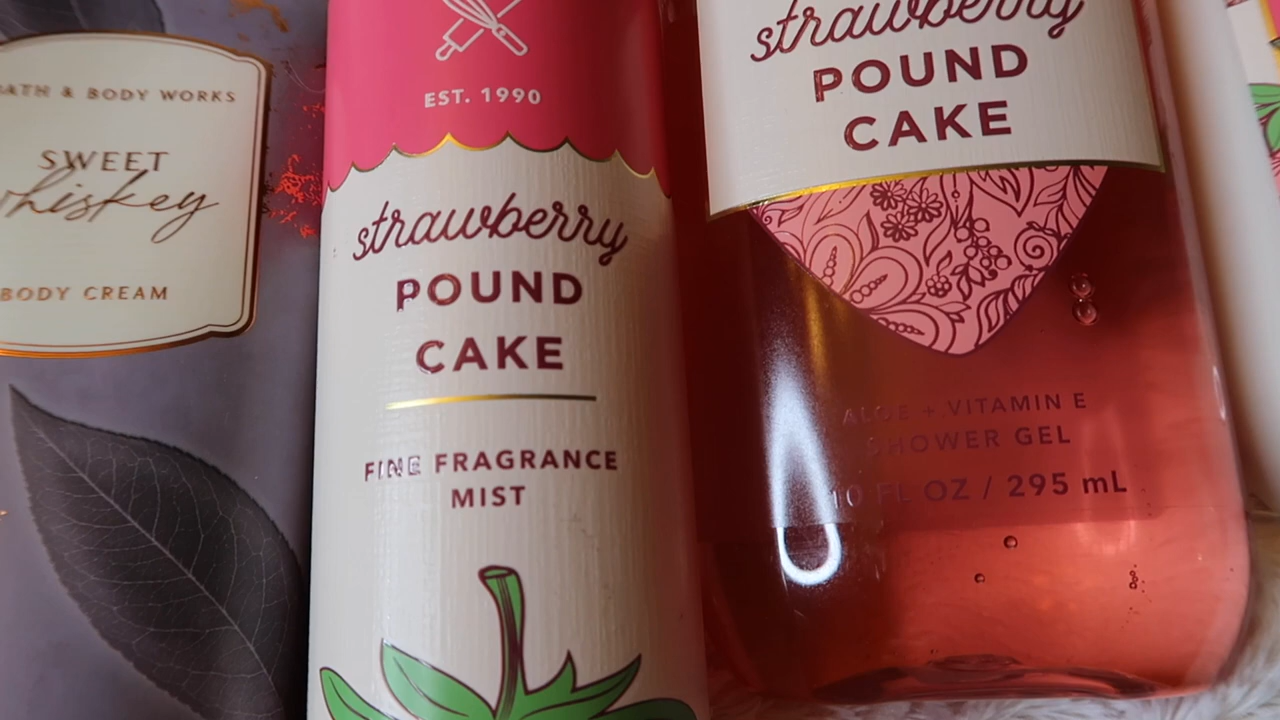 BATH & BODY WORKS
SWEET
whiskey
BODY CREAM
EST. 1990
strawberry
POUND
CAKE
FINE FRAGRANCE
MIST
strawberry
POUND
CAKE
ALOE + VITAMIN E
SHOWER GEL
10 FL OZ / 295 mL